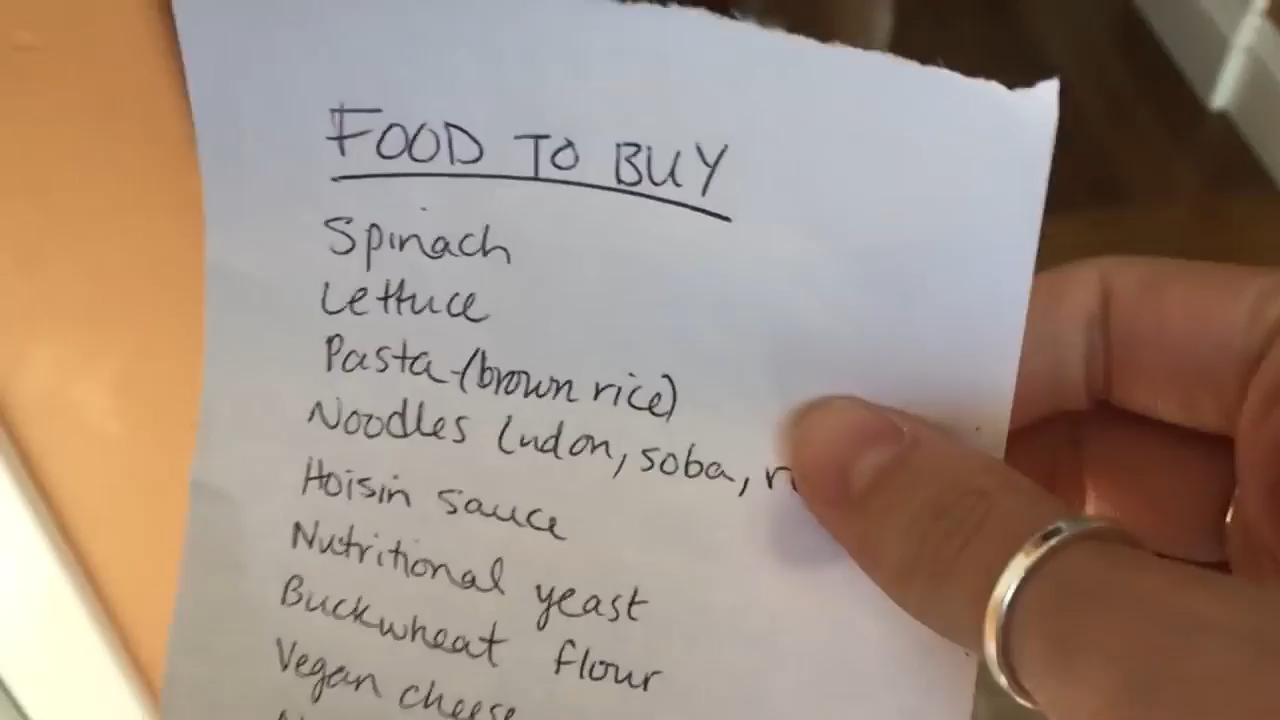 FOOD TO BUY
Spinach
Lettuce
Pasta (brown rice)
Noodles (udon, soba,
Hoisin sauce
Nutritional yeast
Buckwheat flour
Vegan cheese